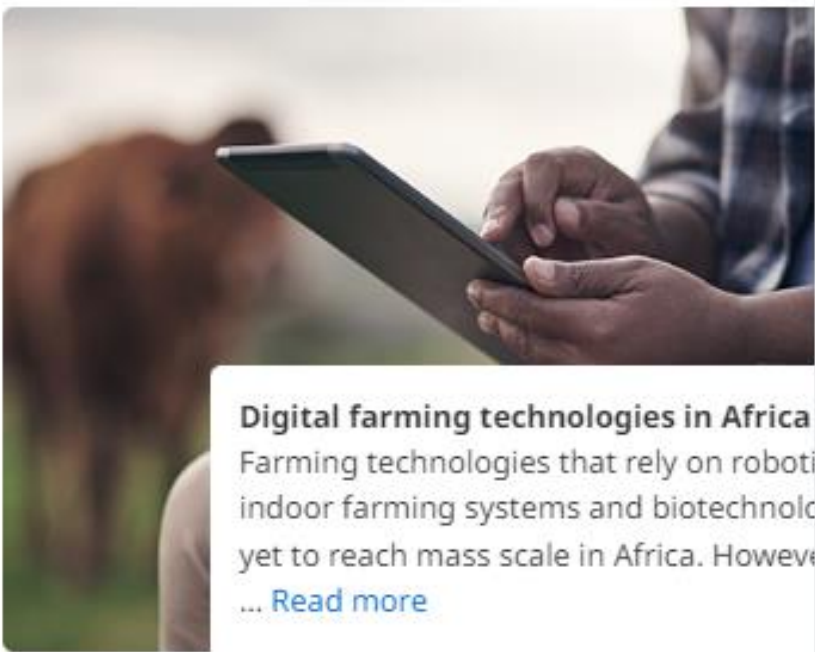 Digital farming technologies in Africa
Farming technologies that rely on
indoor farming systems and
yet to reach mass scale in Africa.
... Read more